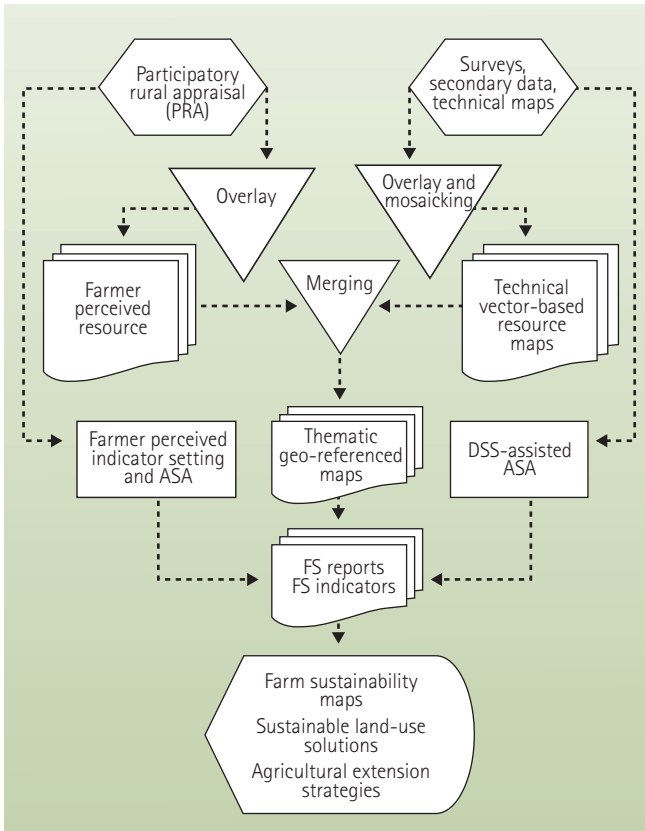 Participatory
rural appraisal
(PRA)
Surveys,
secondary data,
technical maps
Overlay
Overlay and
mosaicking
Farmer
perceived
resource
Merging
Technical
vector-based
resource
maps
Farmer perceived
indicator setting
and ASA
Thematic
geo-referenced
maps
DSS-assisted
ASA
FS reports
FS indicators
Farm sustainability
maps
Sustainable land-use
solutions
Agricultural extension
strategies